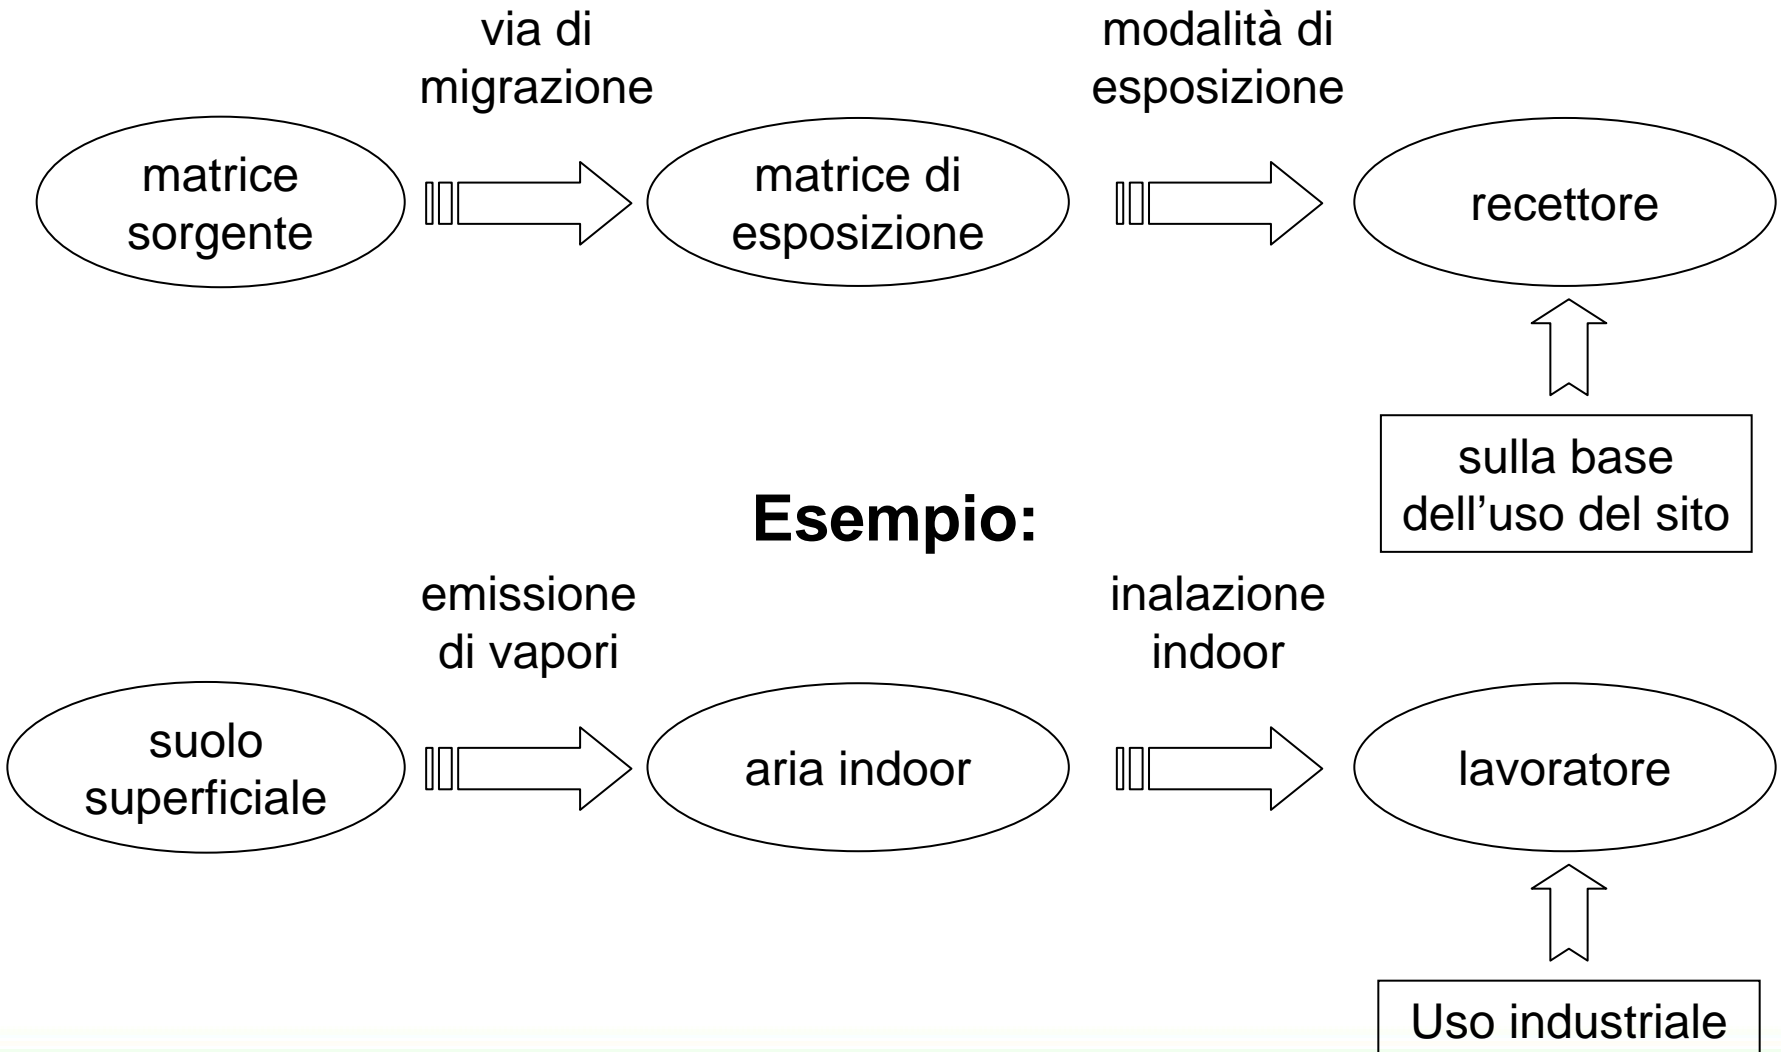 via di
migrazione
modalità di
esposizione
matrice
sorgente
matrice di
esposizione
recettore
sulla base
dell’uso del sito
Esempio:
emissione
di vapori
inalazione
indoor
suolo
superficiale
aria indoor
lavoratore
Uso industriale